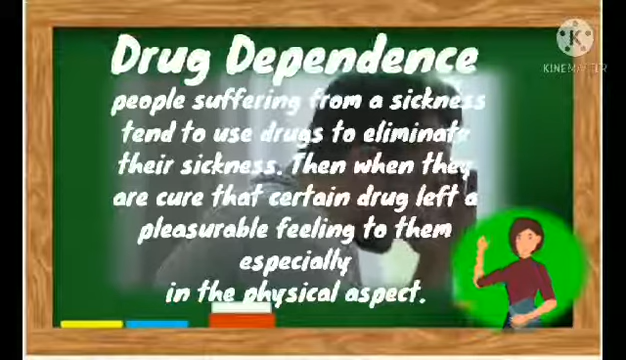 Drug Dependence
people suffering from a sickness
tend to use drugs to eliminate
their sickness. Then when they
are cure that certain drug left a
pleasurable feeling to them
especially
in the physical aspect.
K
KINEMASTER